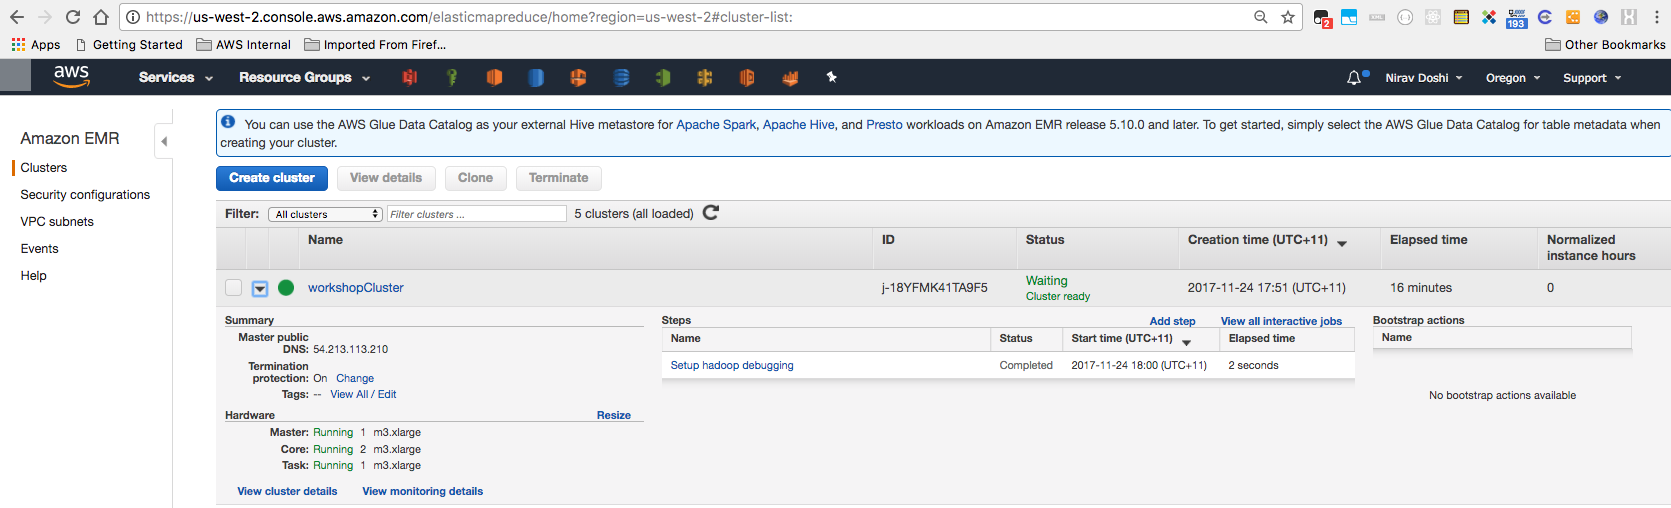 https://us-west-2.console.aws.amazon.com/elasticmapreduce/home?region=us-west-2#cluster-list:
2
193
Apps Getting Started AWS Internal Imported From Firef... Other Bookmarks
aws Services Resource Groups Nirav Doshi Oregon Support
Amazon EMR
Clusters
Security configurations
VPC subnets
Events
Help
You can use the AWS Glue Data Catalog as your external Hive metastore for Apache Spark, Apache Hive, and Presto workloads on Amazon EMR release 5.10.0 and later. To get started, simply select the AWS Glue Data Catalog for table metadata when
creating your cluster.
Create cluster View details Clone Terminate
Filter: All clusters Filter clusters ... 5 clusters (all loaded)
Name ID Status Creation time (UTC+11) Elapsed time Normalized
instance hours
workshopCluster j-18YFMK41TA9F5 Waiting 2017-11-24 17:51 (UTC+11) 16 minutes 0
Cluster ready
Summary
Master public
DNS: 54.213.113.210
Termination
protection: On Change
Tags: -- View All / Edit
Hardware Resize
Master: Running 1 m3.xlarge
Core: Running 2 m3.xlarge
Task: Running 1 m3.xlarge
View cluster details View monitoring details
Steps Add step View all interactive jobs
Name Status Start time (UTC+11) Elapsed time
Setup hadoop debugging Completed 2017-11-24 18:00 (UTC+11) 2 seconds
Bootstrap actions
Name
No bootstrap actions available